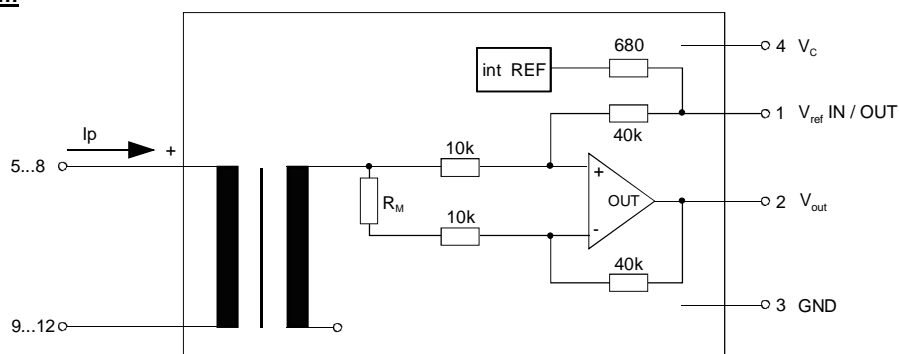 680
4 V_C
int REF
1 V_ref IN / OUT
40k
Ip
+
10k
5...8
+
R_M
OUT
2 V_out
10k
-
40k
3 GND
9...12